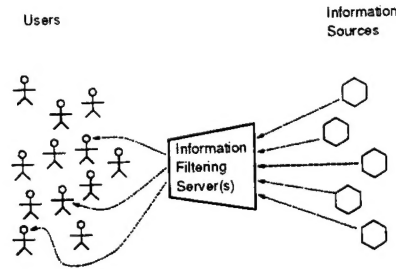 Users
Information
Sources
Information
Filtering
Server(s)